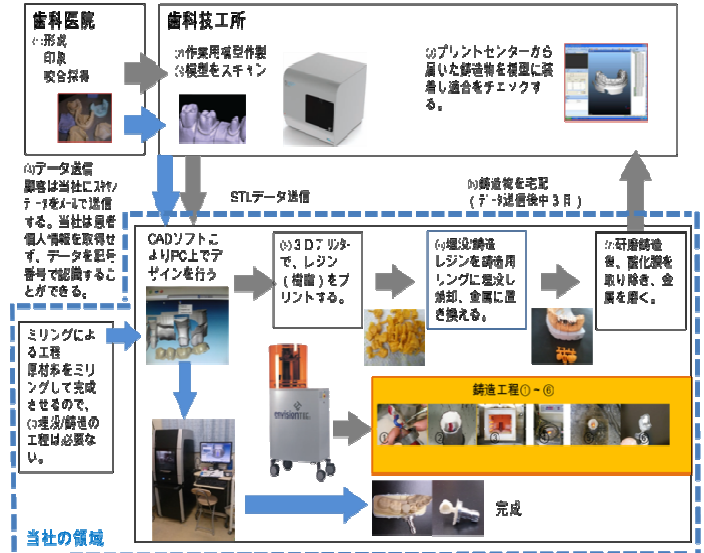 歯科医院
(1)形成
印象
咬合採得
歯科技工所
(2)作業用模型作製
(3)模型をスキャン
プリントセンターから
届いた鋳造物を模型に装
着し適合をチェックす
る。
データ送信
顧客は当社にスキャン
データをメールで送信
する。当社は患者
個人情報を取得せ
ず、データを記号
番号で認識するこ
とができる。
STLデータ送信
鋳造物を宅配
(データ送信後中3日)
CADソフトに
よりPC上でデ
ザインを行う
3Dプリンター
で、レジン
(樹脂)をプ
リントする。
埋没/鋳造
レジンを鋳造用
リングに埋没し
焼却、金属に置
き換える。
研磨鋳造
後、酸化膜を
取り除き、金
属を磨く。
ミリングによ
る工程
原材料をミリ
ングして完成
させるので、
埋没/鋳造の
工程は必要な
い。
envisionTEC
鋳造工程①~⑥
① ② ③ ④ ⑤ ⑥
完成
当社の領域